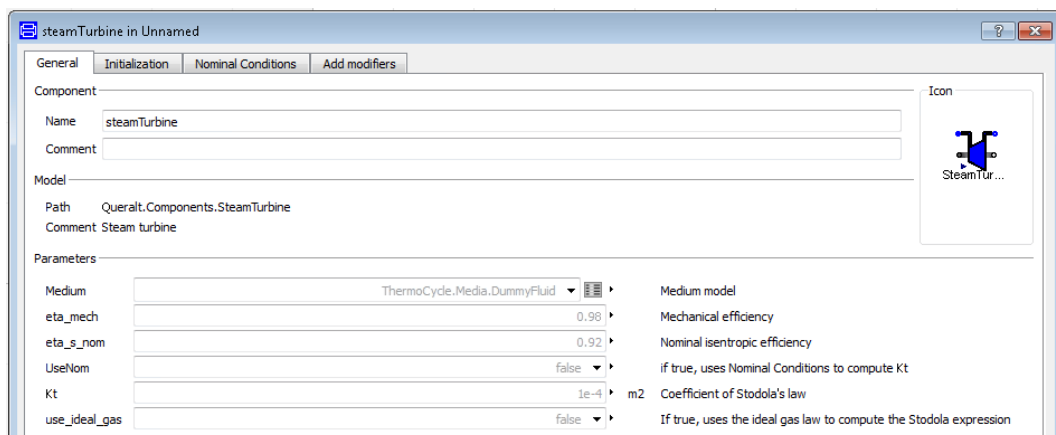 steamTurbine in Unnamed
General Initialization Nominal Conditions Add modifiers
Component Icon
Name steamTurbine
Comment
SteamTur...
Model
Path Queralt.Components.SteamTurbine
Comment Steam turbine
Parameters
Medium ThermoCycle.Media.DummyFluid Medium model
eta_mech 0.98 Mechanical efficiency
eta_s_nom 0.92 Nominal isentropic efficiency
UseNom false if true, uses Nominal Conditions to compute Kt
Kt 1e-4 m2 Coefficient of Stodola's law
use_ideal_gas false If true, uses the ideal gas law to compute the Stodola expression